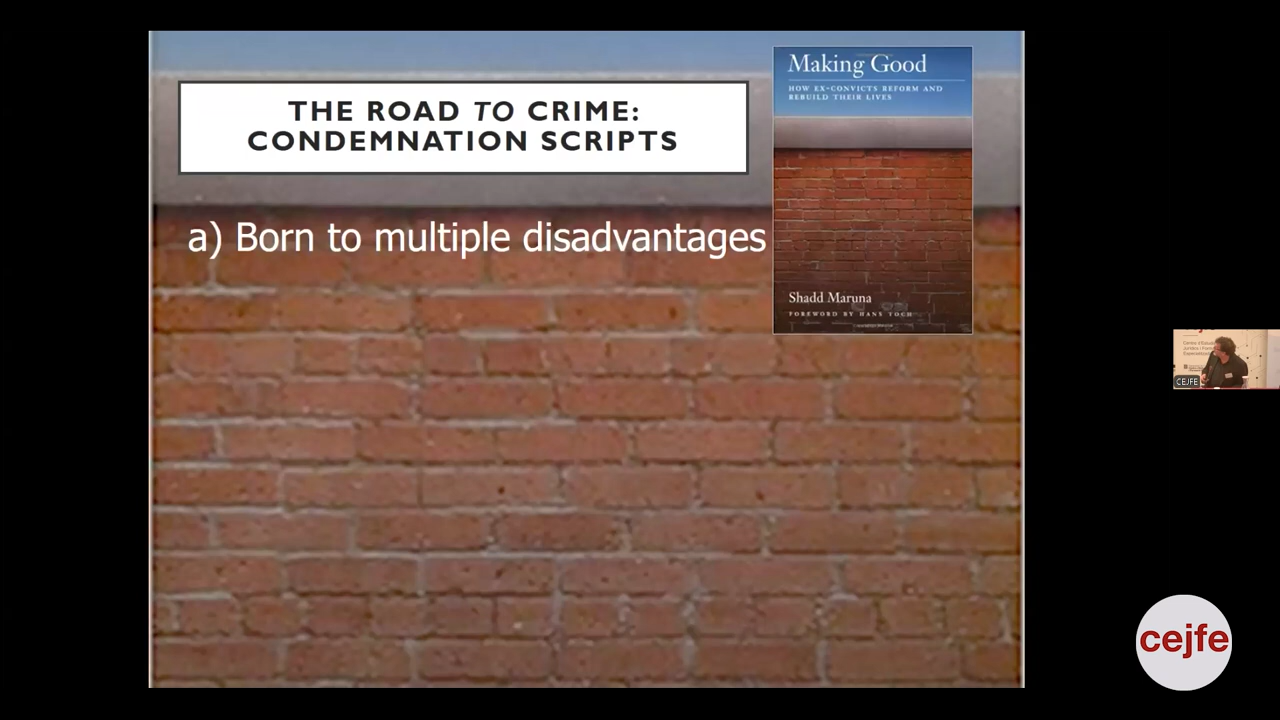 THE ROAD TO CRIME:
CONDEMNATION SCRIPTS
a) Born to multiple disadvantages
Making Good
HOW EX-CONVICTS REFORM AND
REBUILD THEIR LIVES
Shadd Maruna
FOREWORD BY HANS TOCH
CEJFE
cejfe